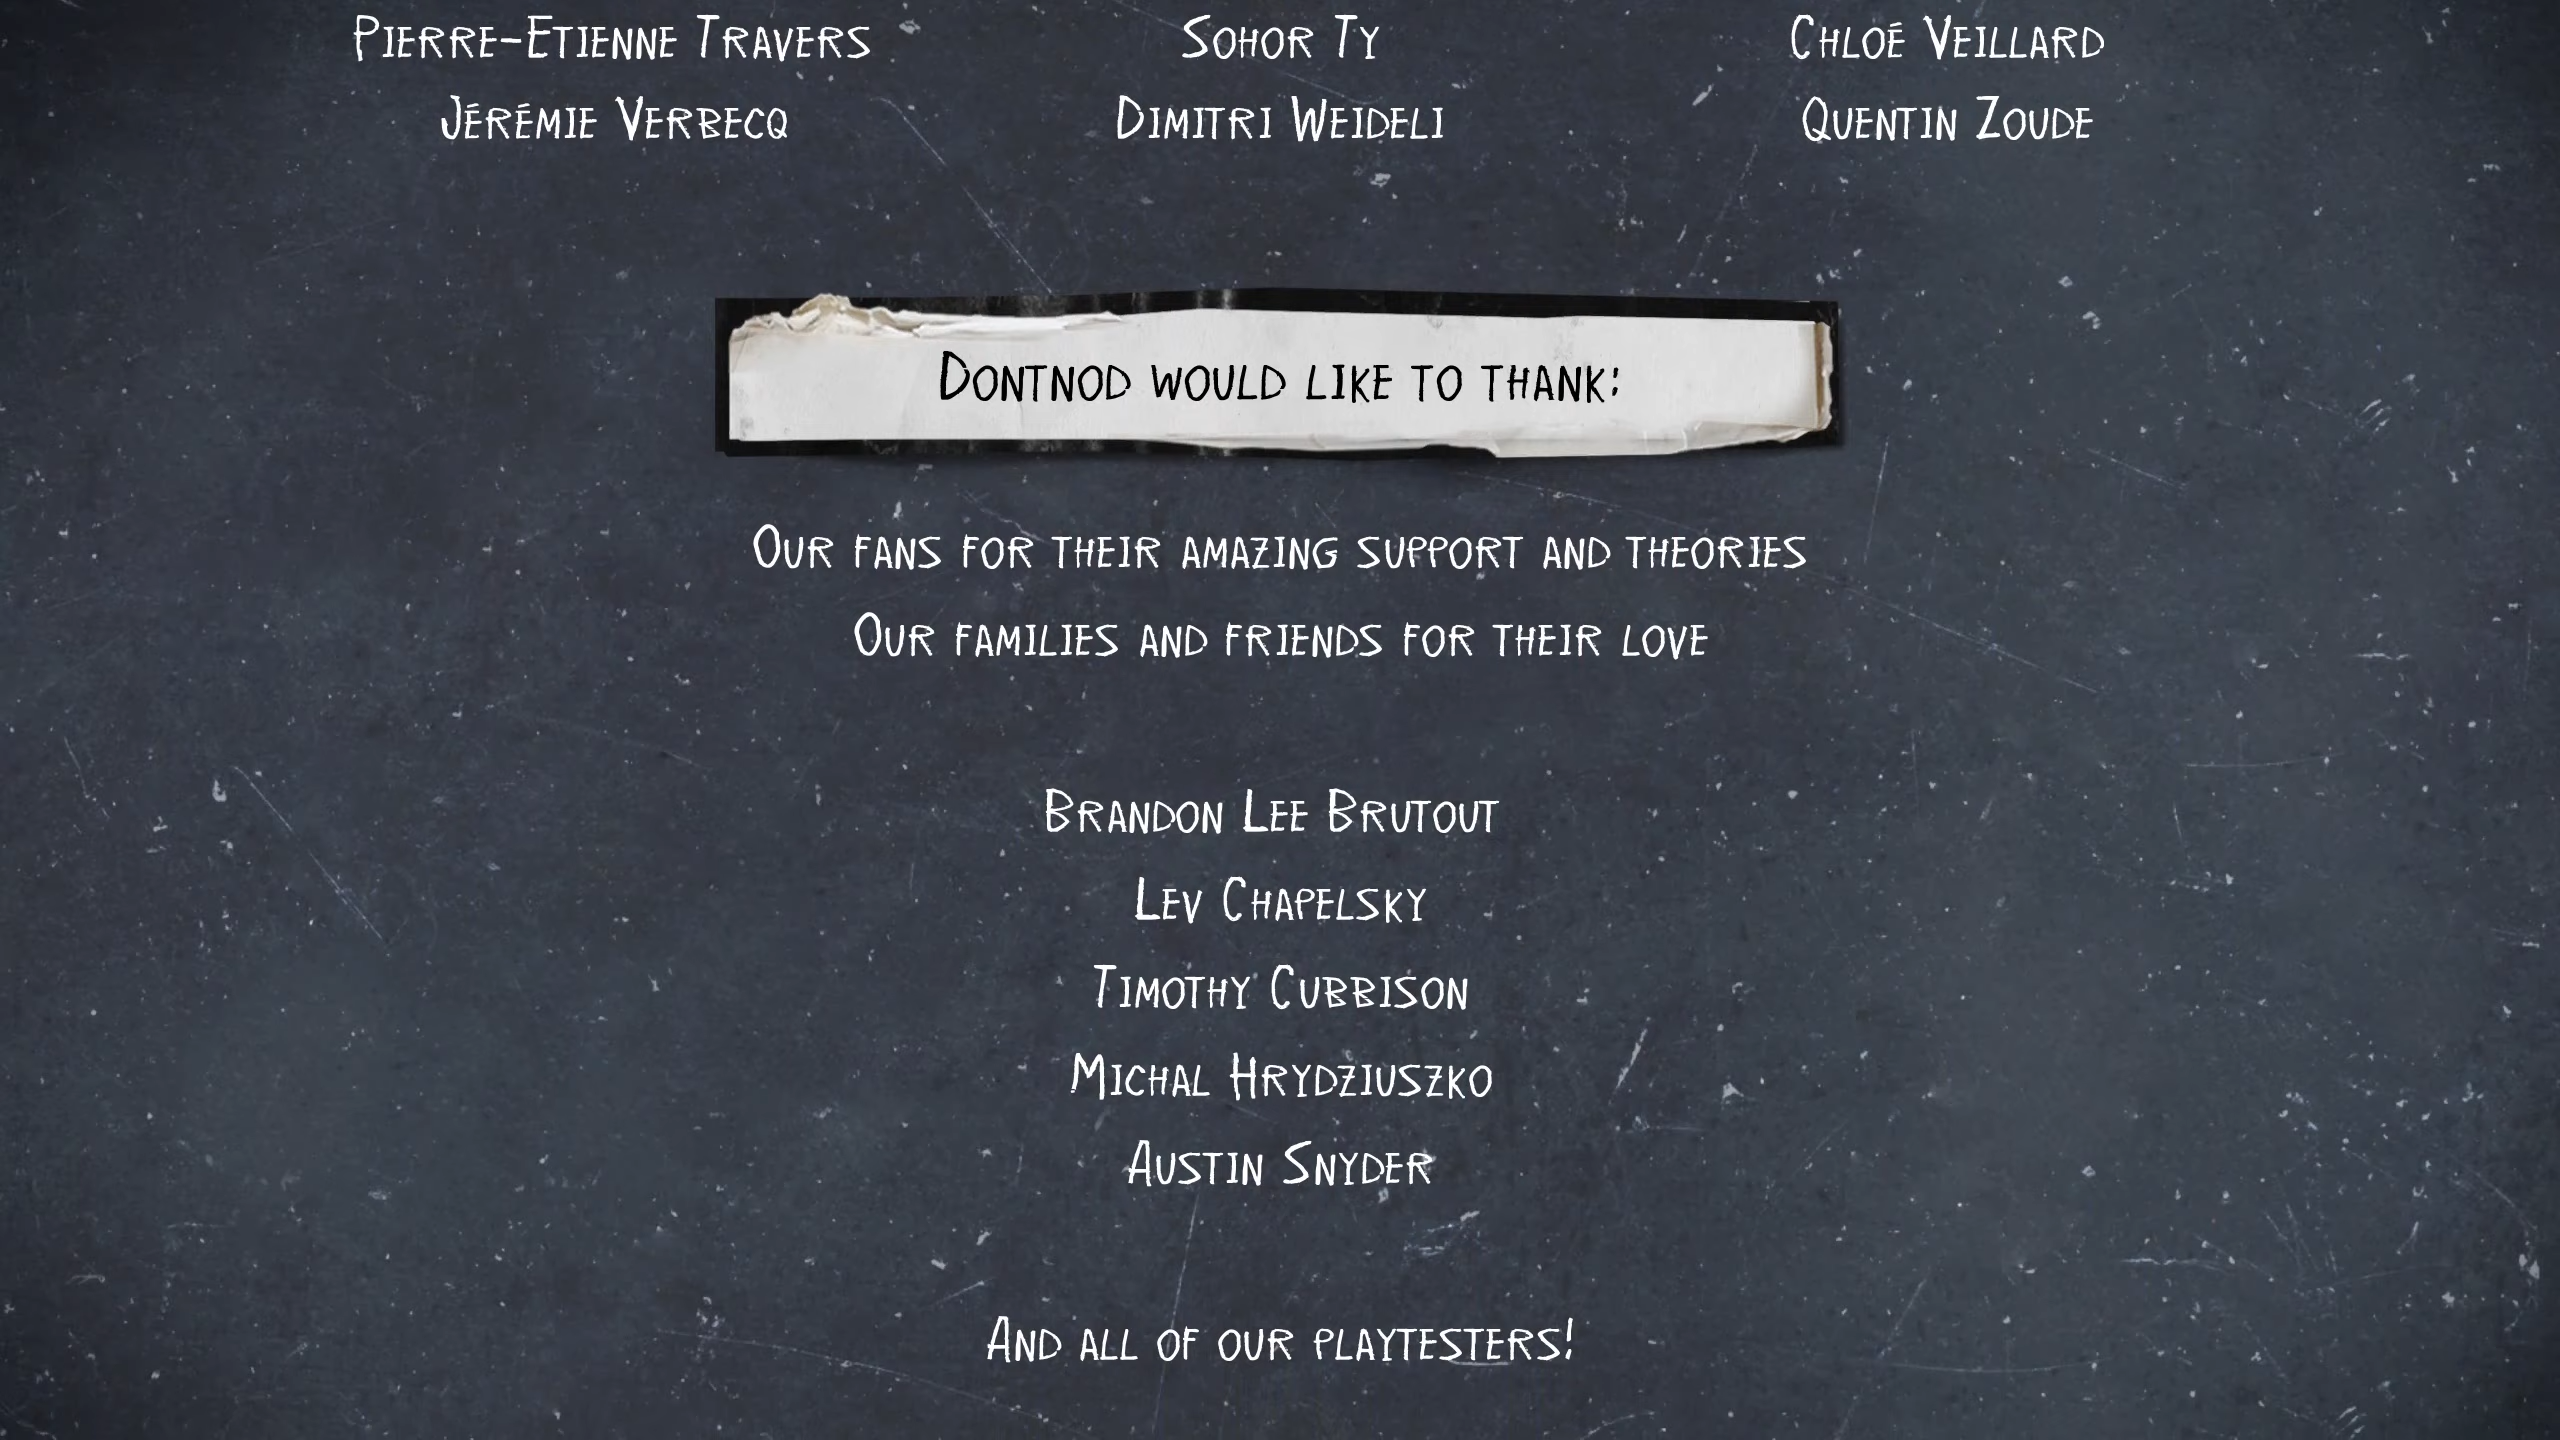 Pierre-Etienne Travers Sohor Ty Chloé Veillard
Jérémie Verbecq Dimitri Weideli Quentin Zoude
Dontnod would like to thank:
Our fans for their amazing support and theories
Our families and friends for their love
Brandon Lee Brutout
Lev Chapelsky
Timothy Cubbison
Michal Hrydziuszko
Austin Snyder
And all of our playtesters!